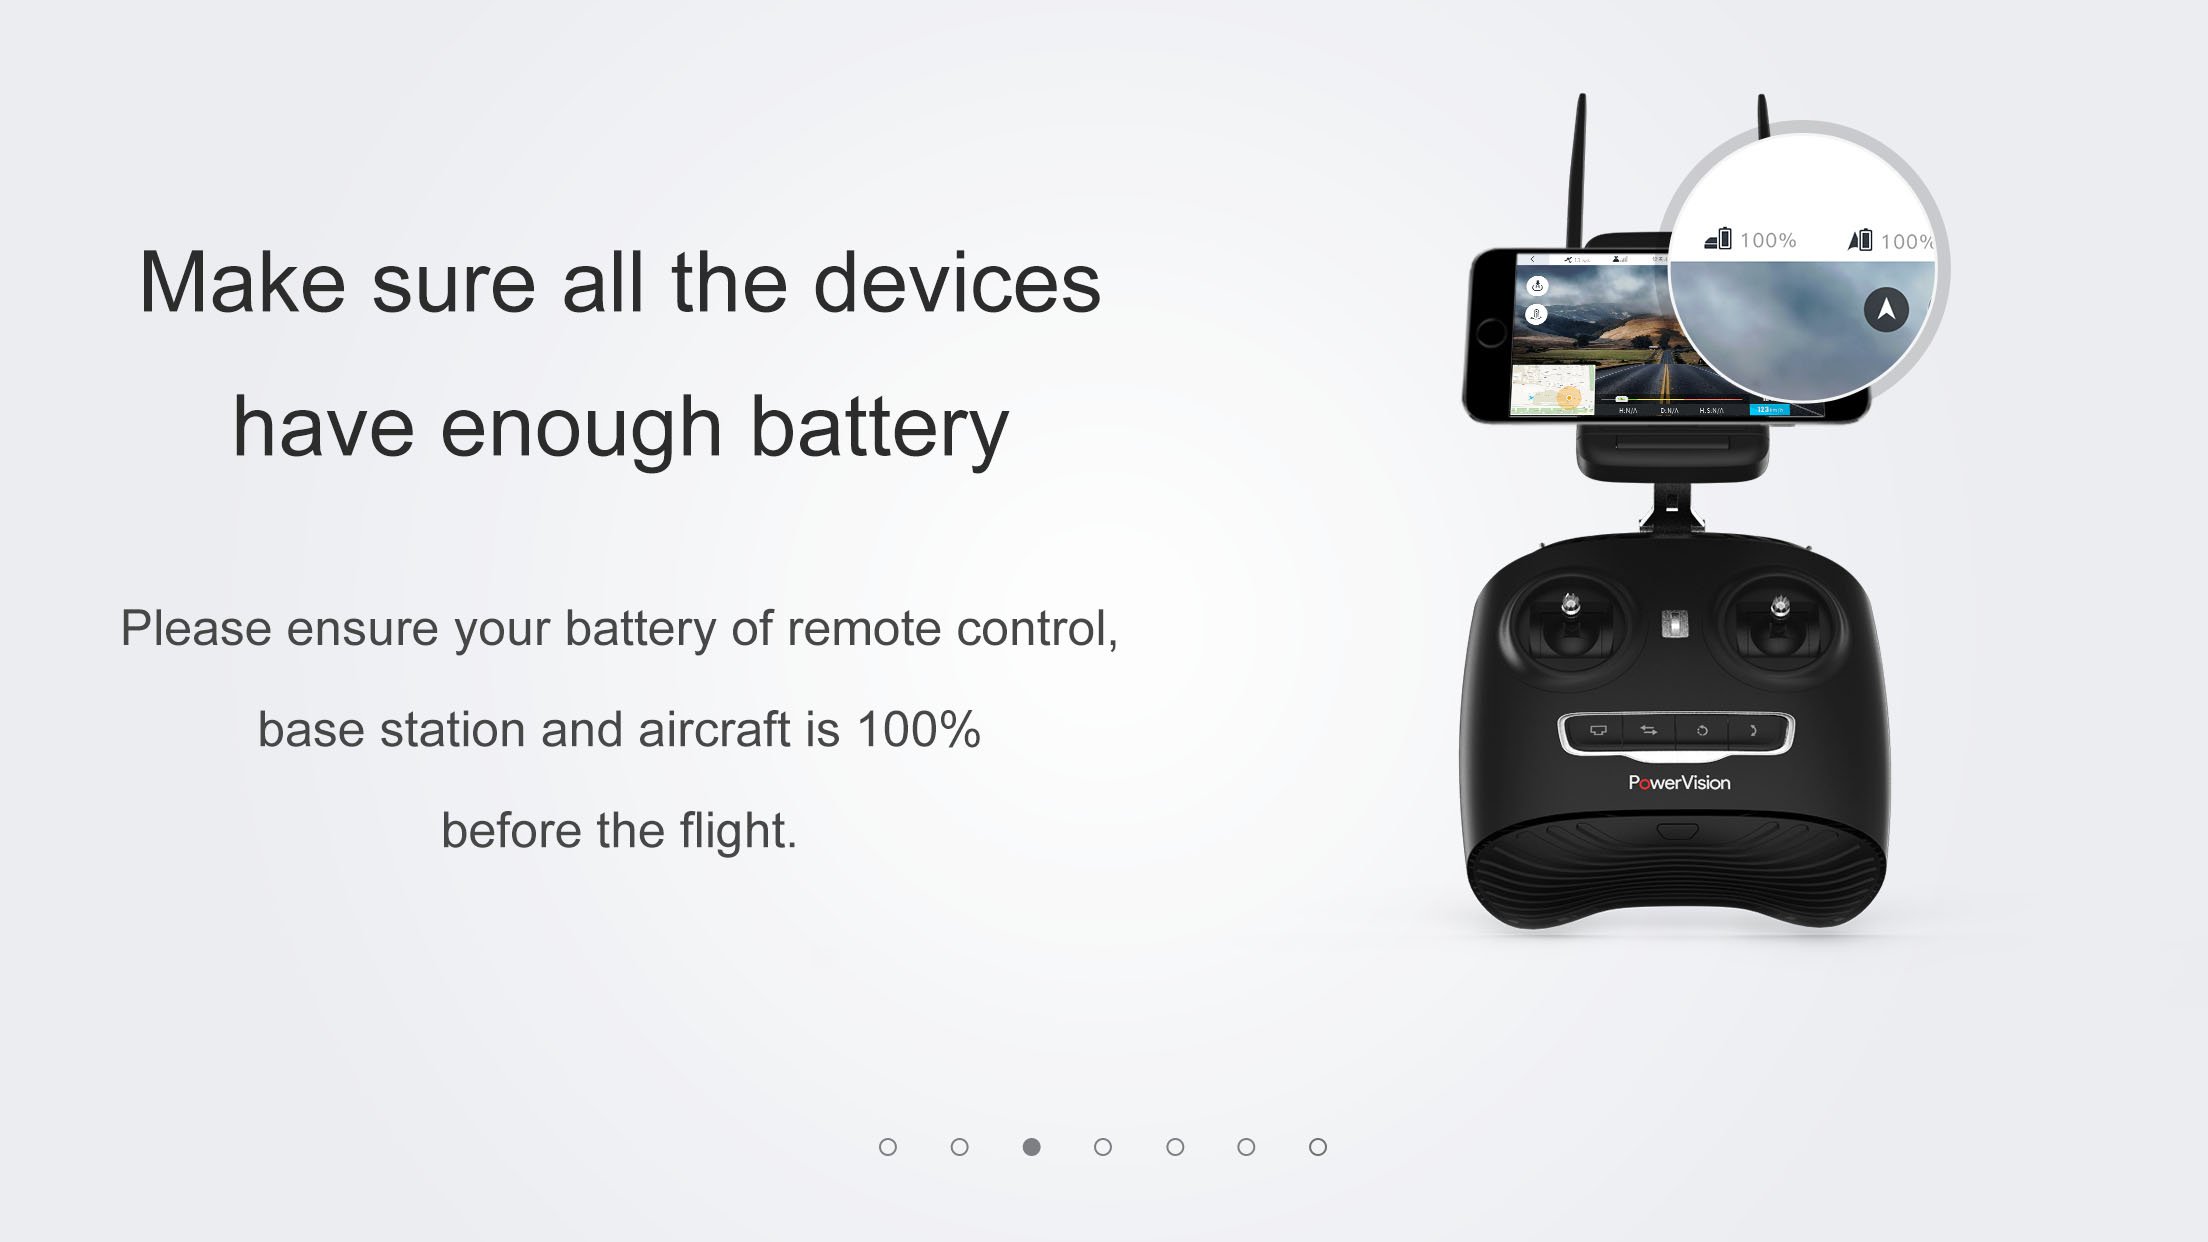 Make sure all the devices
have enough battery
Please ensure your battery of remote control,
base station and aircraft is 100%
before the flight.
100% 100%
H:N/A D:N/A H.S:N/A 123km/h
PowerVision